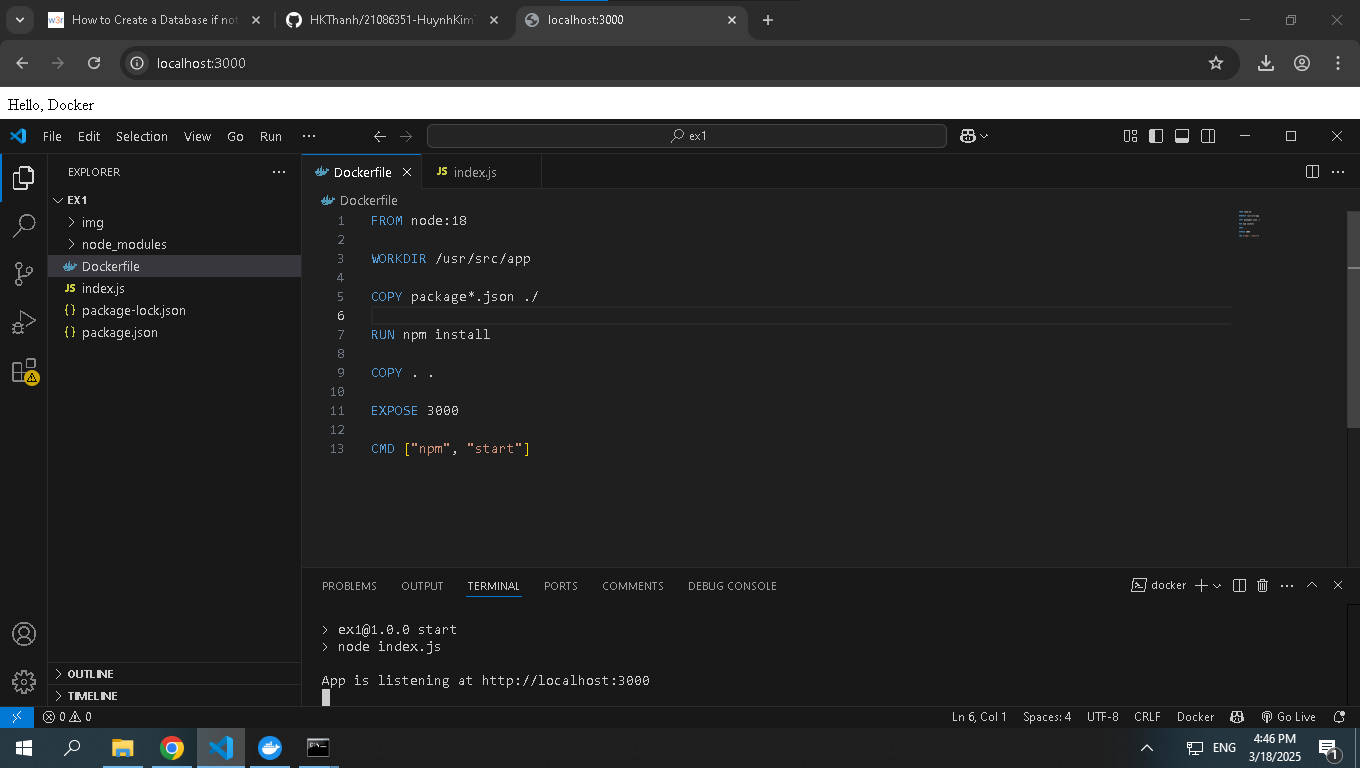 How to Create a Database if not
HKThanh/21086351-HuynhKim
localhost:3000
localhost:3000
Hello, Docker
File Edit Selection View Go Run ···
ex1
EXPLORER
EX1
img
node_modules
Dockerfile
JS index.js
{} package-lock.json
{} package.json
OUTLINE
TIMELINE
Dockerfile
JS index.js
Dockerfile
1 FROM node:18
2
3 WORKDIR /usr/src/app
4
5 COPY package*.json ./
6
7 RUN npm install
8
9 COPY . .
10
11 EXPOSE 3000
12
13 CMD ["npm", "start"]
PROBLEMS OUTPUT TERMINAL PORTS COMMENTS DEBUG CONSOLE
docker
> ex1@1.0.0 start
> node index.js
App is listening at http://localhost:3000
0 0
Ln 6, Col 1 Spaces: 4 UTF-8 CRLF Docker Go Live
ENG
4:46 PM
3/18/2025
1